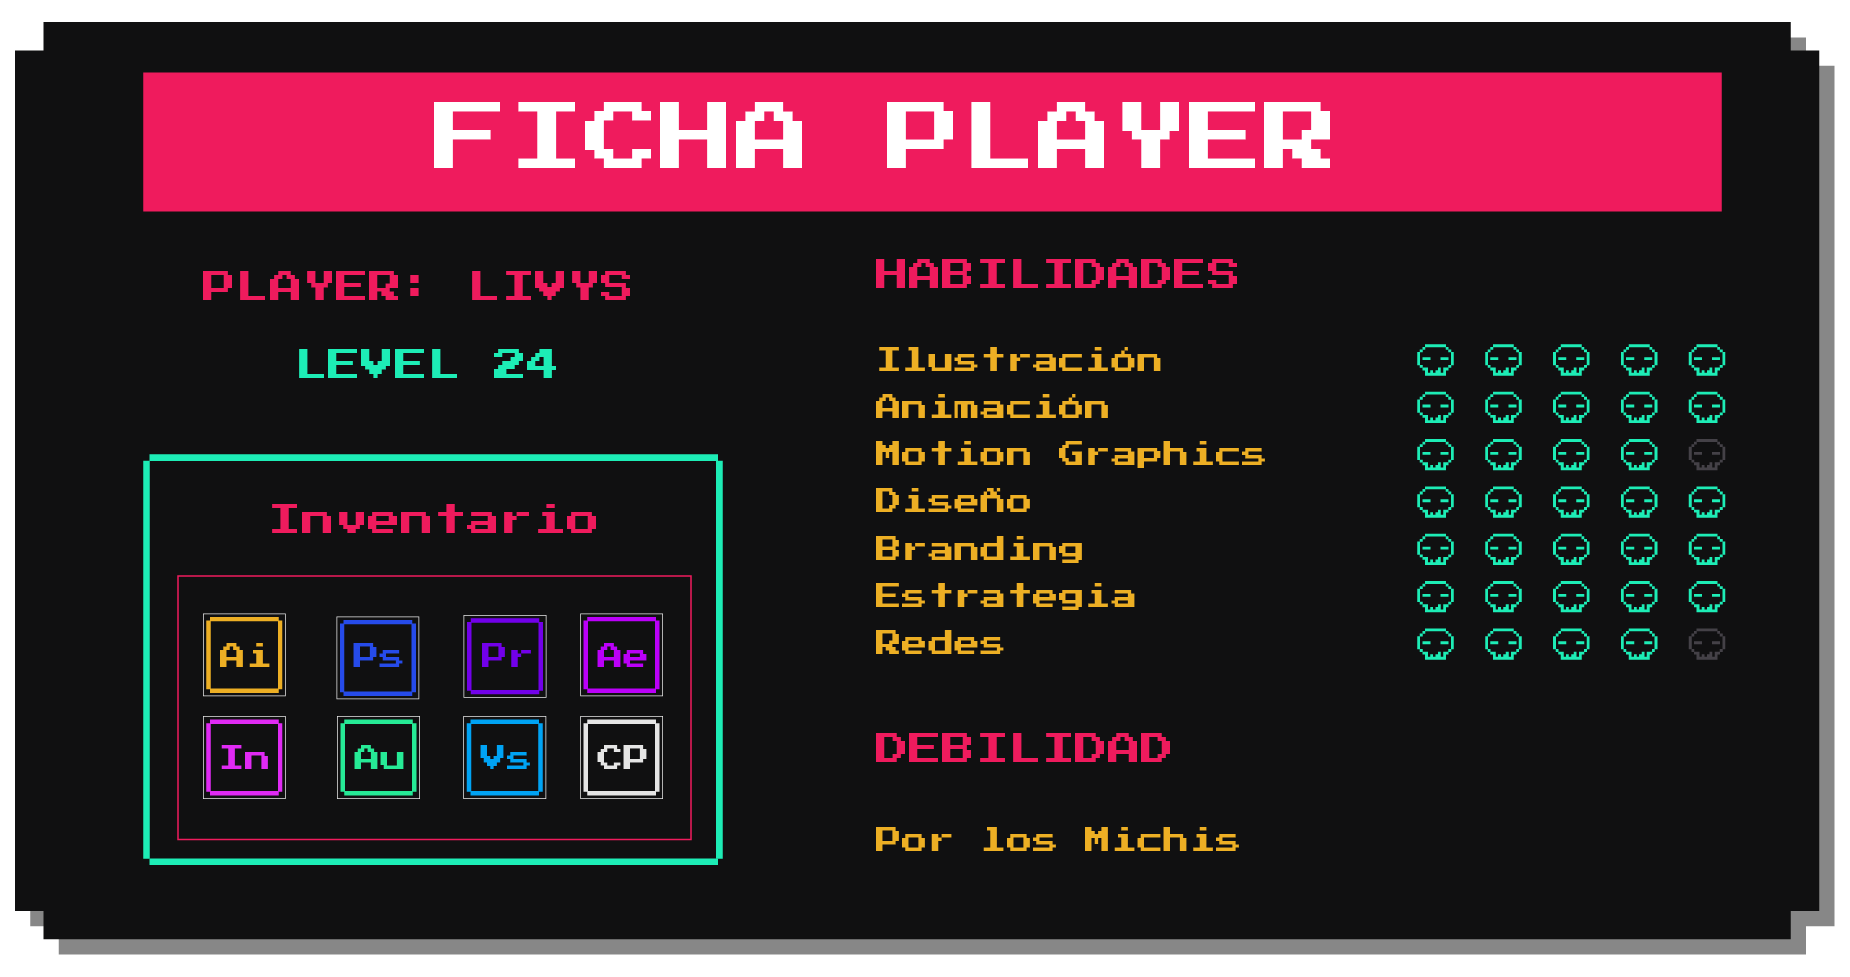 FICHA PLAYER
PLAYER: LIVYS
LEVEL 24
Inventario
Ai Ps Pr Ae
In Au Vs CP
HABILIDADES
Ilustración
Animación
Motion Graphics
Diseño
Branding
Estrategia
Redes
DEBILIDAD
Por los Michis